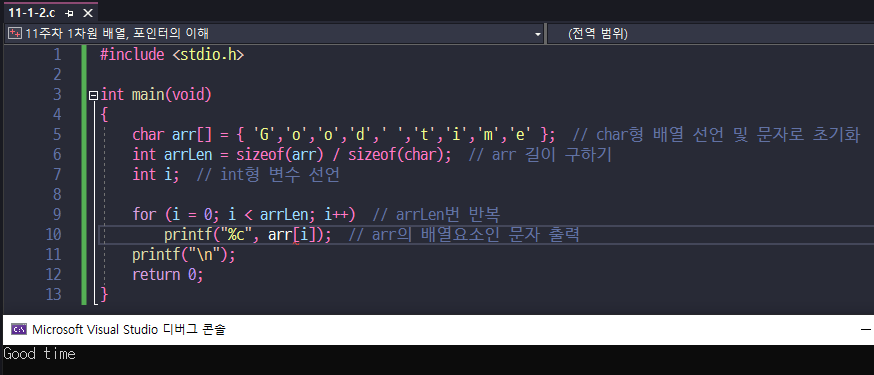 11-1-2.c
11주차 1차원 배열, 포인터의 이해
(전역 범위)
1 #include <stdio.h>
2
3 int main(void)
4 {
5 char arr[] = { 'G','o','o','d',' ','t','i','m','e' }; // char형 배열 선언 및 문자로 초기화
6 int arrLen = sizeof(arr) / sizeof(char); // arr 길이 구하기
7 int i; // int형 변수 선언
8
9 for (i = 0; i < arrLen; i++) // arrLen번 반복
10 printf("%c", arr[i]); // arr의 배열요소인 문자 출력
11 printf("\n");
12 return 0;
13 }
Microsoft Visual Studio 디버그 콘솔
Good time